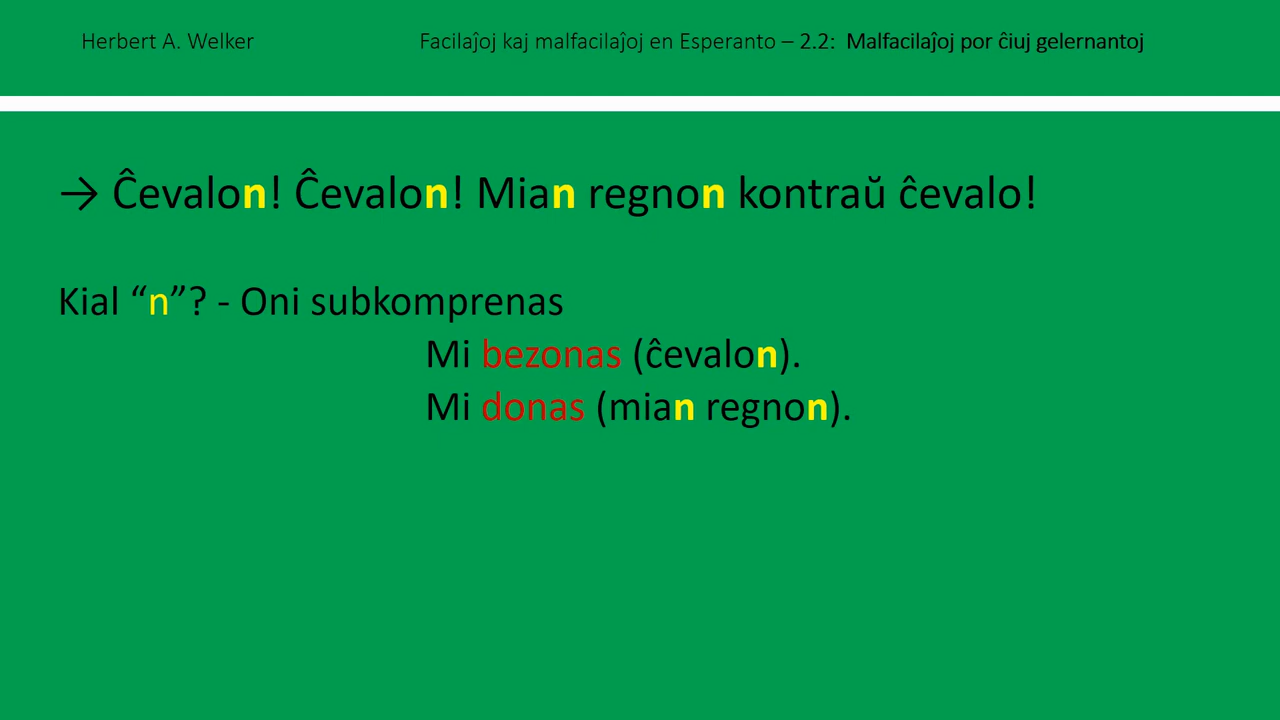 Herbert A. Welker Facilaĵoj kaj malfacilaĵoj en Esperanto – 2.2: Malfacilaĵoj por ĉiuj gelernantoj
→ Ĉevalon! Ĉevalon! Mian regnon kontraŭ ĉevalo!
Kial “n”? - Oni subkomprenas
Mi bezonas (ĉevalon).
Mi donas (mian regnon).